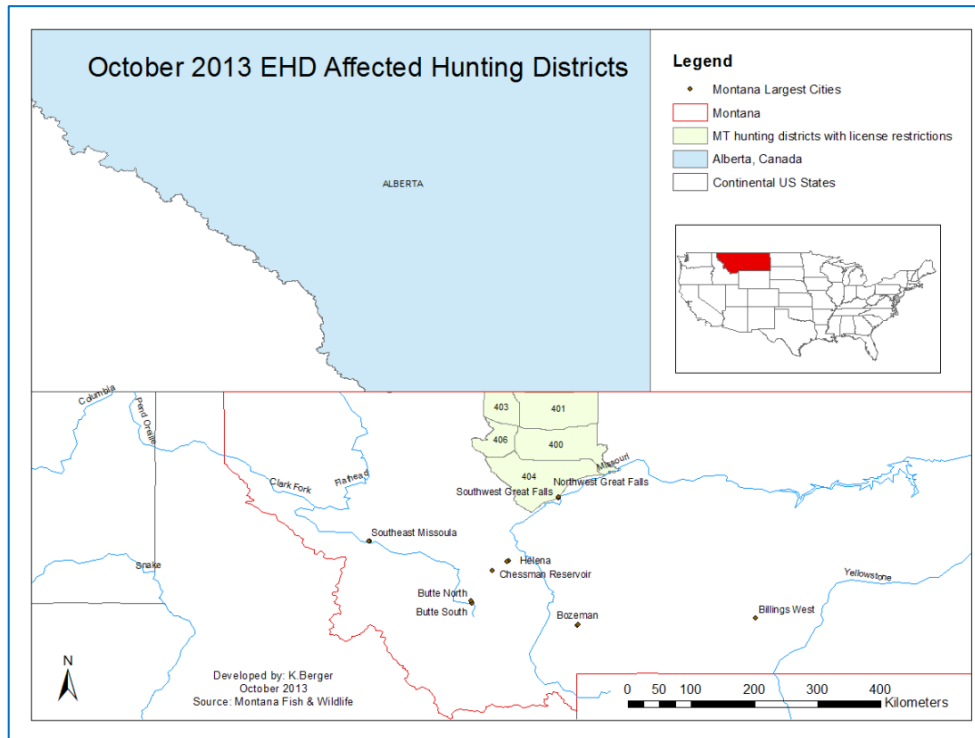 October 2013 EHD Affected Hunting Districts
Legend
Montana Largest Cities
Montana
MT hunting districts with license restrictions
Alberta, Canada
Continental US States
ALBERTA
Columbia
Pend Orielle
403
401
406
400
404
Missouri
Clark Fork
Flathead
Southwest Great Falls
Northwest Great Falls
Southeast Missoula
Snake
Helena
Chessman Reservoir
Yellowstone
Butte North
Butte South
Bozeman
Billings West
N
Developed by: K.Berger
October 2013
Source: Montana Fish & Wildlife
0 50 100 200 300 400
Kilometers